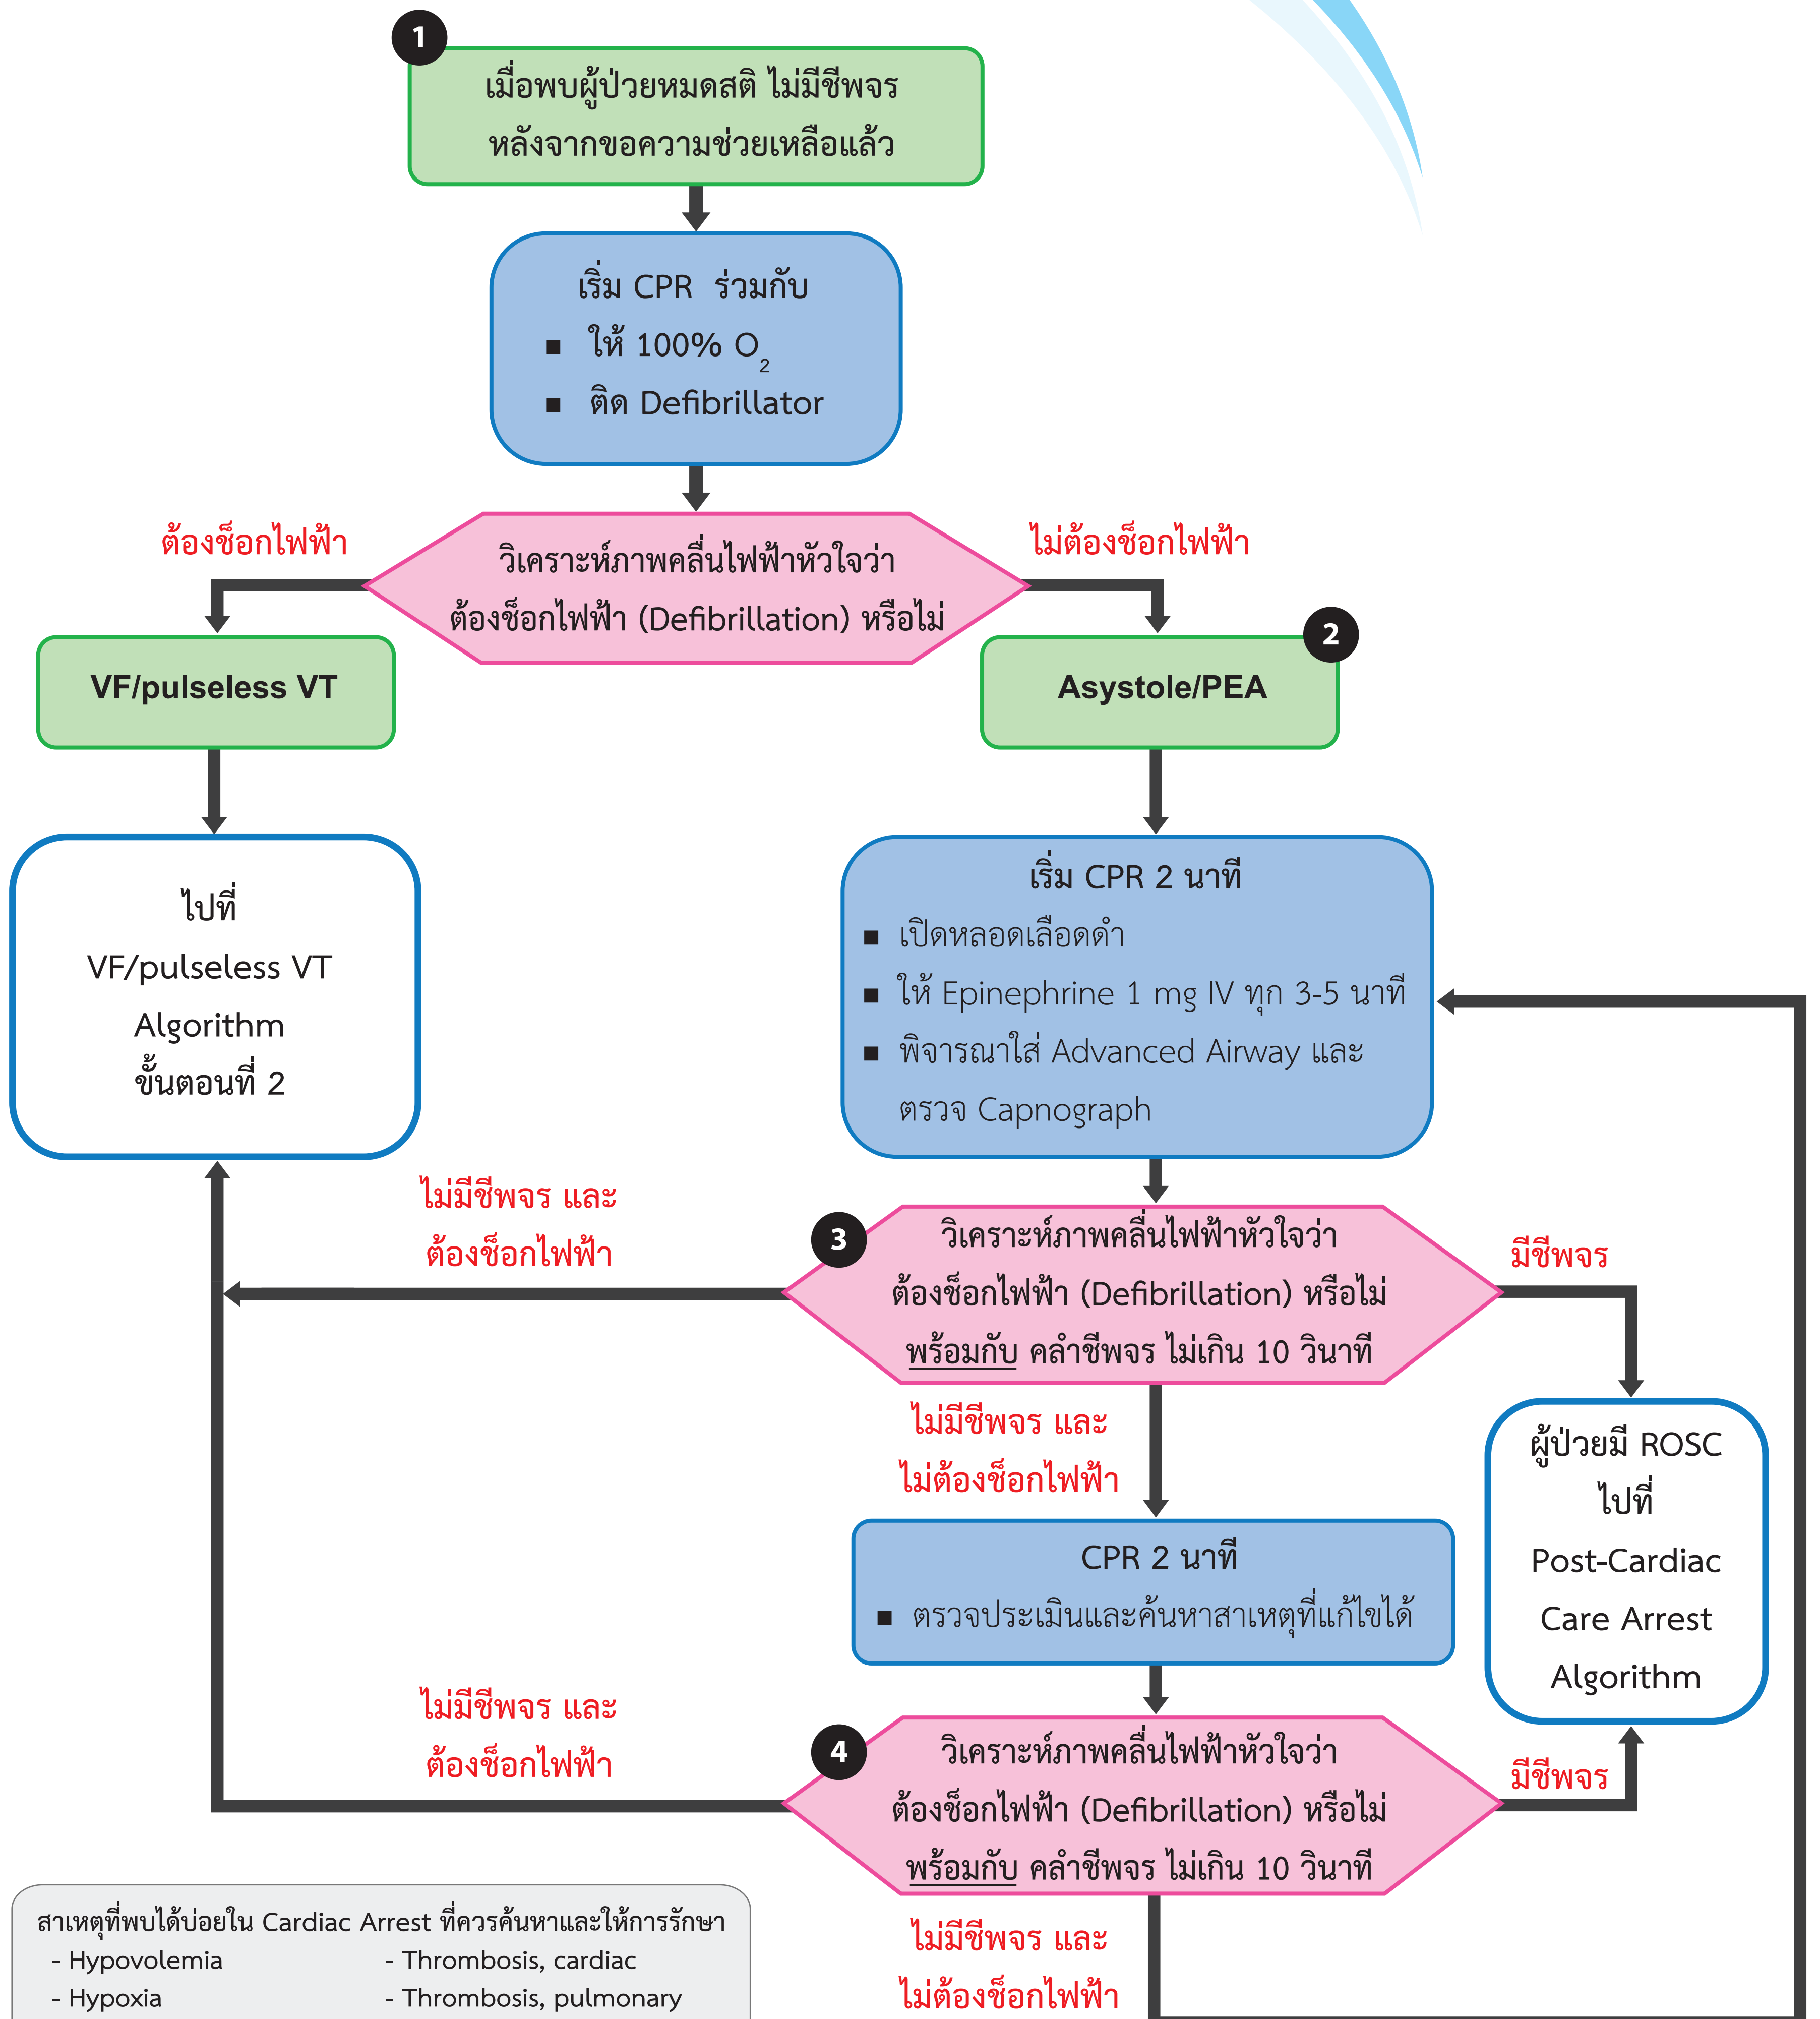 1
เมื่อพบผู้ป่วยหมดสติ ไม่มีชีพจร
หลังจากขอความช่วยเหลือแล้ว
เริ่ม CPR ร่วมกับ
■ ให้ 100% O2
■ ติด Defibrillator
ต้องช็อกไฟฟ้า
วิเคราะห์ภาพคลื่นไฟฟ้าหัวใจว่า
ต้องช็อกไฟฟ้า (Defibrillation) หรือไม่
ไม่ต้องช็อกไฟฟ้า
VF/pulseless VT
2
Asystole/PEA
ไปที่
VF/pulseless VT
Algorithm
ขั้นตอนที่ 2
เริ่ม CPR 2 นาที
■ เปิดหลอดเลือดดำ
■ ให้ Epinephrine 1 mg IV ทุก 3-5 นาที
■ พิจารณาใส่ Advanced Airway และ
ตรวจ Capnograph
ไม่มีชีพจร และ
ต้องช็อกไฟฟ้า
3
วิเคราะห์ภาพคลื่นไฟฟ้าหัวใจว่า
ต้องช็อกไฟฟ้า (Defibrillation) หรือไม่
พร้อมกับ คลำชีพจร ไม่เกิน 10 วินาที
มีชีพจร
ไม่มีชีพจร และ
ไม่ต้องช็อกไฟฟ้า
ผู้ป่วยมี ROSC
ไปที่
Post-Cardiac
Care Arrest
Algorithm
CPR 2 นาที
■ ตรวจประเมินและค้นหาสาเหตุที่แก้ไขได้
ไม่มีชีพจร และ
ต้องช็อกไฟฟ้า
4
วิเคราะห์ภาพคลื่นไฟฟ้าหัวใจว่า
ต้องช็อกไฟฟ้า (Defibrillation) หรือไม่
พร้อมกับ คลำชีพจร ไม่เกิน 10 วินาที
มีชีพจร
ไม่มีชีพจร และ
ไม่ต้องช็อกไฟฟ้า
สาเหตุที่พบได้บ่อยใน Cardiac Arrest ที่ควรค้นหาและให้การรักษา
- Hypovolemia
- Thrombosis, cardiac
- Hypoxia
- Thrombosis, pulmonary